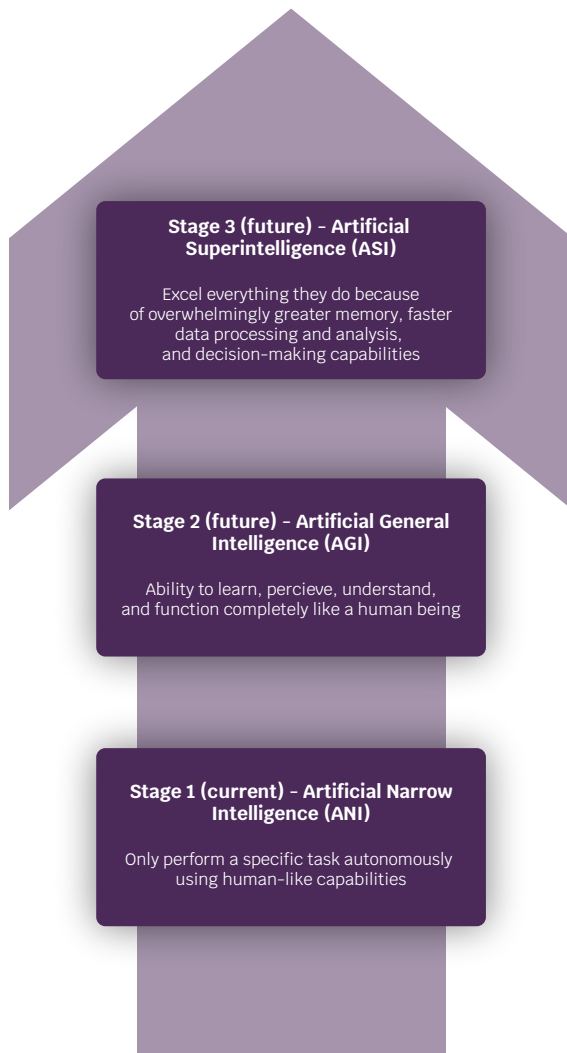 Stage 3 (future) - Artificial
Superintelligence (ASI)
Excel everything they do because
of overwhelmingly greater memory, faster
data processing and analysis,
and decision-making capabilities
Stage 2 (future) - Artificial General
Intelligence (AGI)
Ability to learn, percieve, understand,
and function completely like a human being
Stage 1 (current) - Artificial Narrow
Intelligence (ANI)
Only perform a specific task autonomously
using human-like capabilities